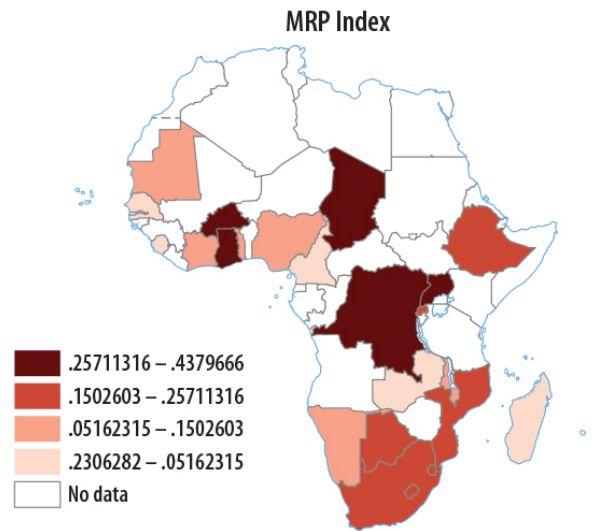 MRP Index
.25711316 – .4379666
.1502603 – .25711316
.05162315 – .1502603
.2306282 – .05162315
No data